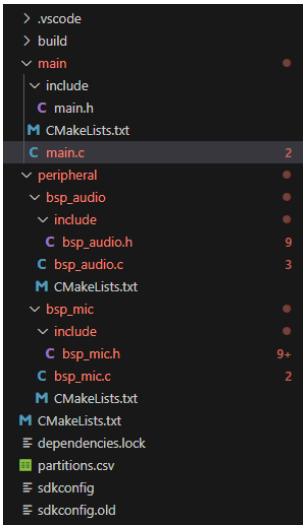 .vscode
build
main
include
C main.h
M CMakeLists.txt
C main.c 2
peripheral
bsp_audio
include
C bsp_audio.h 9
C bsp_audio.c 3
M CMakeLists.txt
bsp_mic
include
C bsp_mic.h 9+
C bsp_mic.c 2
M CMakeLists.txt
M CMakeLists.txt
dependencies.lock
partitions.csv
sdkconfig
sdkconfig.old